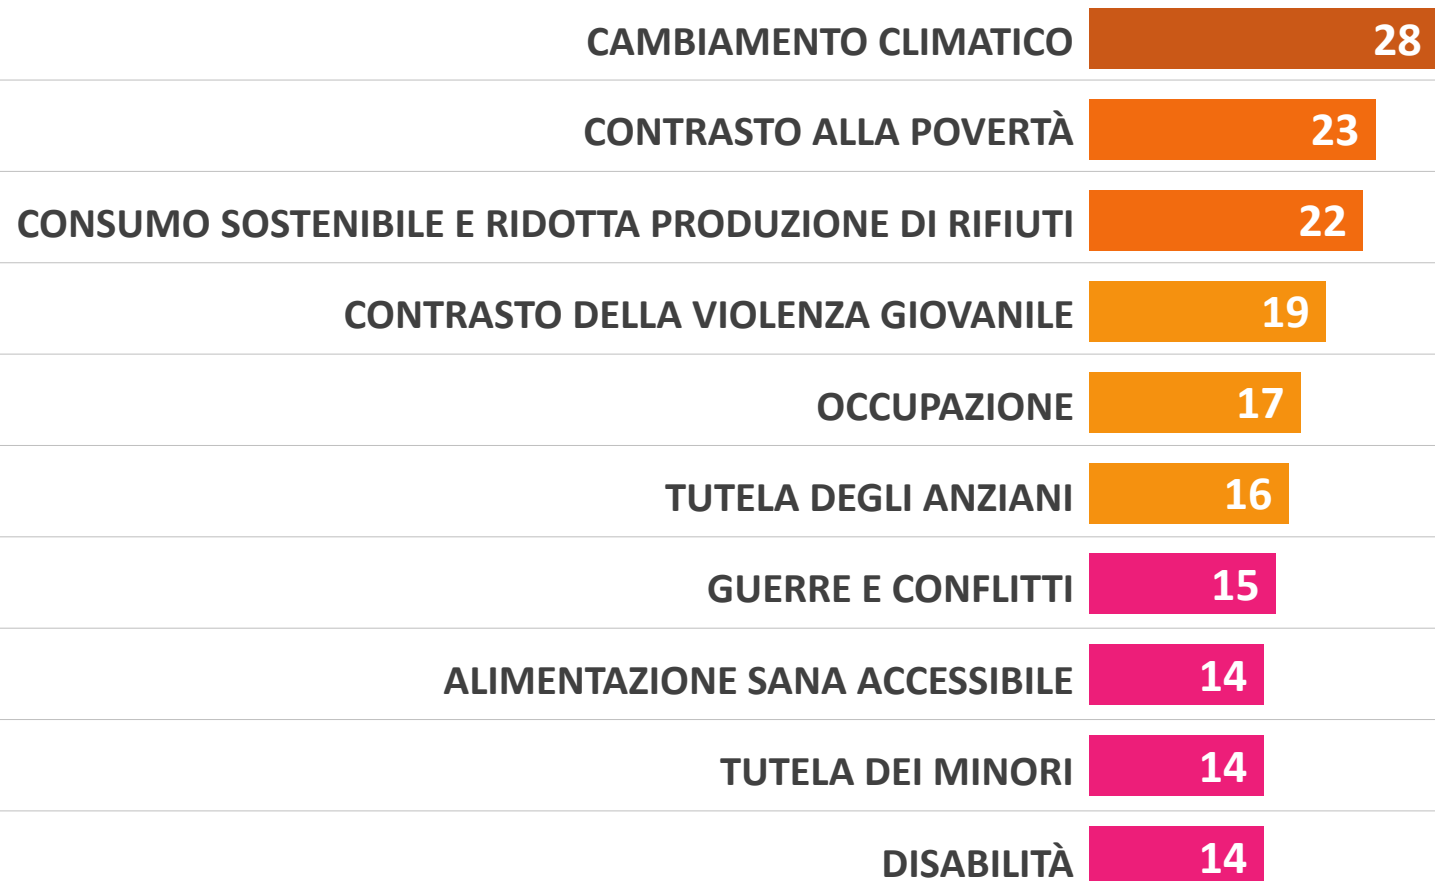 CAMBIAMENTO CLIMATICO 28
CONTRASTO ALLA POVERTÀ 23
CONSUMO SOSTENIBILE E RIDOTTA PRODUZIONE DI RIFIUTI 22
CONTRASTO DELLA VIOLENZA GIOVANILE 19
OCCUPAZIONE 17
TUTELA DEGLI ANZIANI 16
GUERRE E CONFLITTI 15
ALIMENTAZIONE SANA ACCESSIBILE 14
TUTELA DEI MINORI 14
DISABILITÀ 14